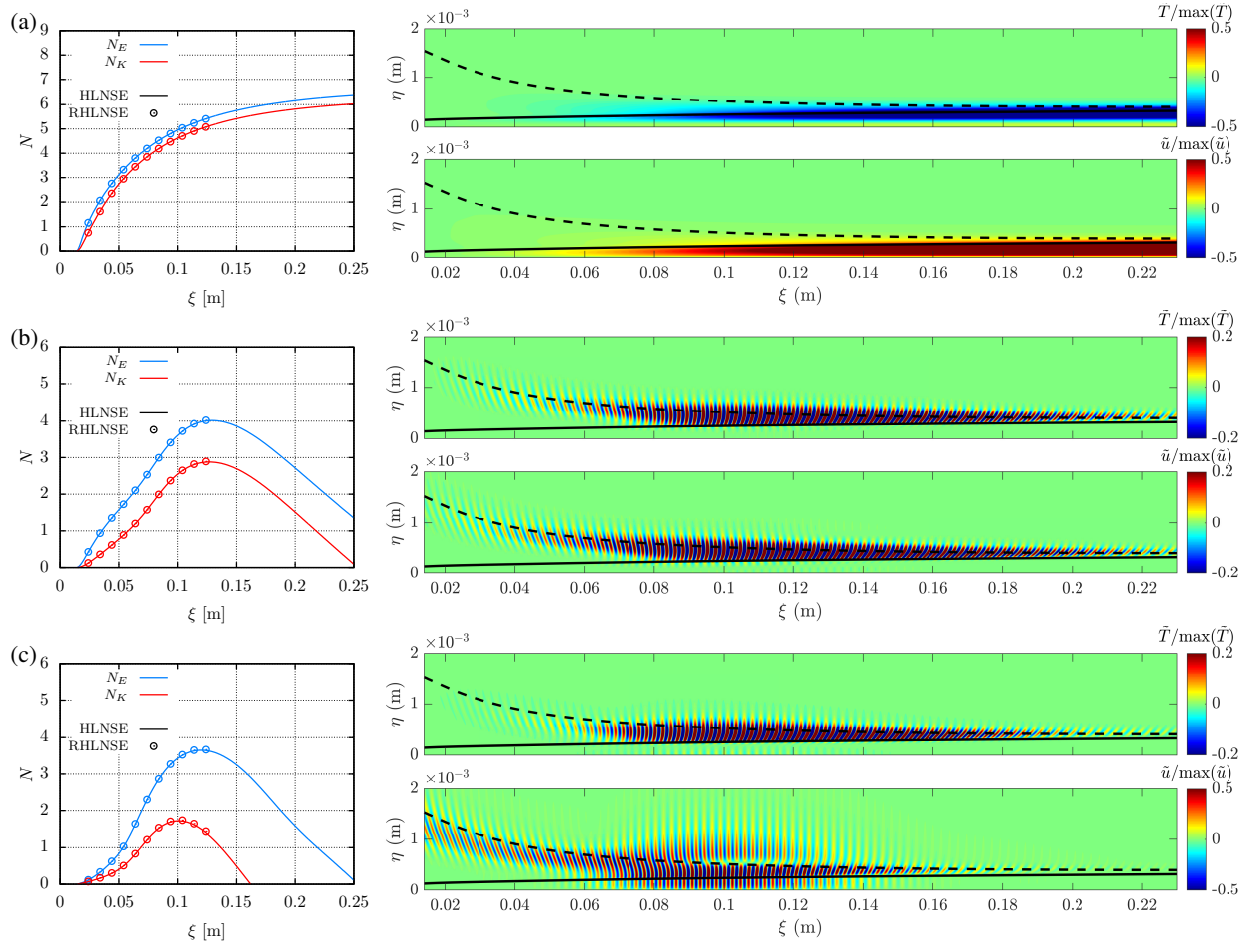 (a)
9
8
7
6
5
4
3
2
1
0
N
N_E
N_K
HLNSE
RHLNSE
0 0.05 0.1 0.15 0.2 0.25
ξ [m]
×10⁻³
T̃/max(T̃)
2
1
0
η (m)
0.5
0
-0.5
×10⁻³
ũ/max(ũ)
2
1
0
η (m)
0.5
0
-0.5
0.02 0.04 0.06 0.08 0.1 0.12 0.14 0.16 0.18 0.2 0.22
ξ (m)
(b)
6
5
4
3
2
1
0
N
N_E
N_K
HLNSE
RHLNSE
0 0.05 0.1 0.15 0.2 0.25
ξ [m]
×10⁻³
T̃/max(T̃)
2
1
0
η (m)
0.2
0
-0.2
×10⁻³
ũ/max(ũ)
2
1
0
η (m)
0.2
0
-0.2
0.02 0.04 0.06 0.08 0.1 0.12 0.14 0.16 0.18 0.2 0.22
ξ (m)
(c)
6
5
4
3
2
1
0
N
N_E
N_K
HLNSE
RHLNSE
0 0.05 0.1 0.15 0.2 0.25
ξ [m]
×10⁻³
T̃/max(T̃)
2
1
0
η (m)
0.2
0
-0.2
×10⁻³
ũ/max(ũ)
2
1
0
η (m)
0.5
0
-0.5
0.02 0.04 0.06 0.08 0.1 0.12 0.14 0.16 0.18 0.2 0.22
ξ (m)